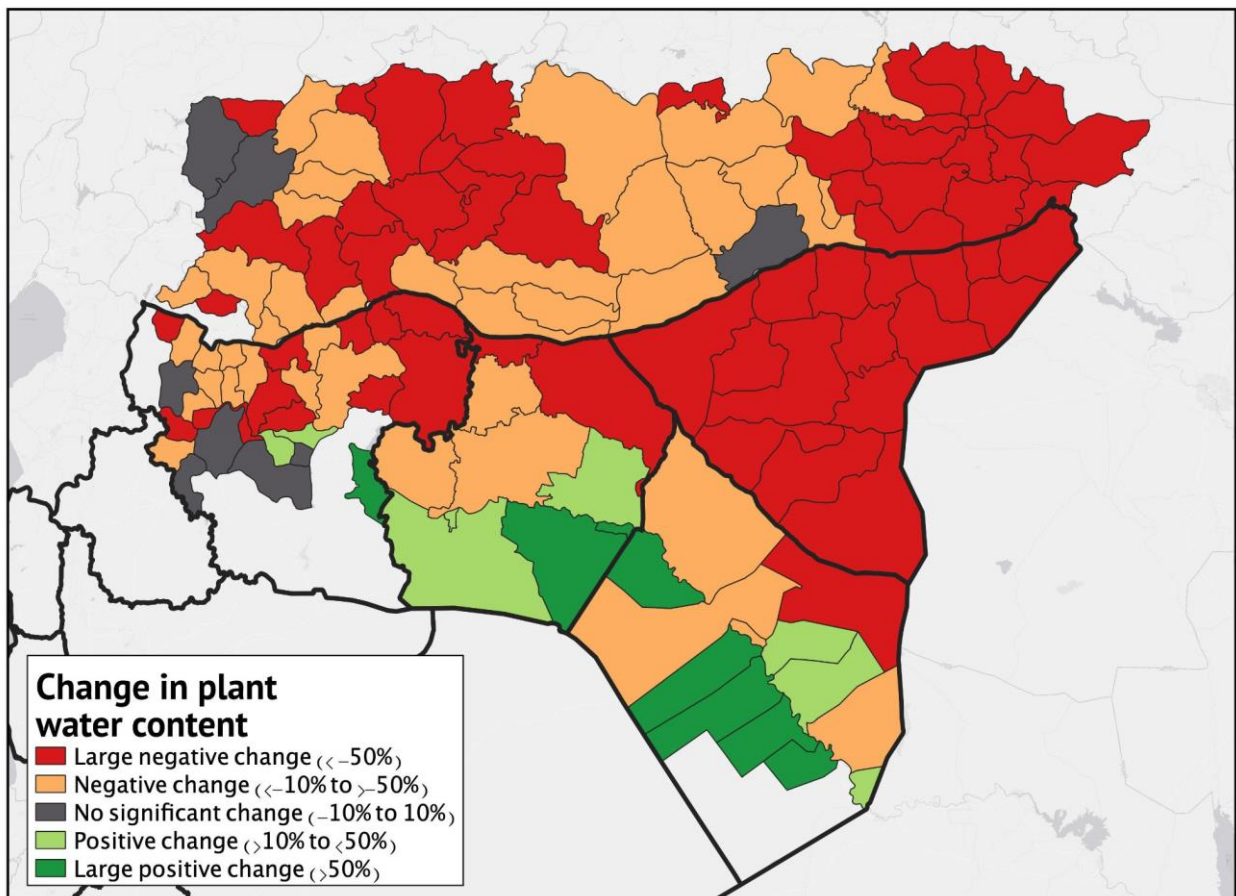 Change in plant
water content
Large negative change (<-50%)
Negative change (<-10% to >-50%)
No significant change (-10% to 10%)
Positive change (>10% to <50%)
Large positive change (>50%)